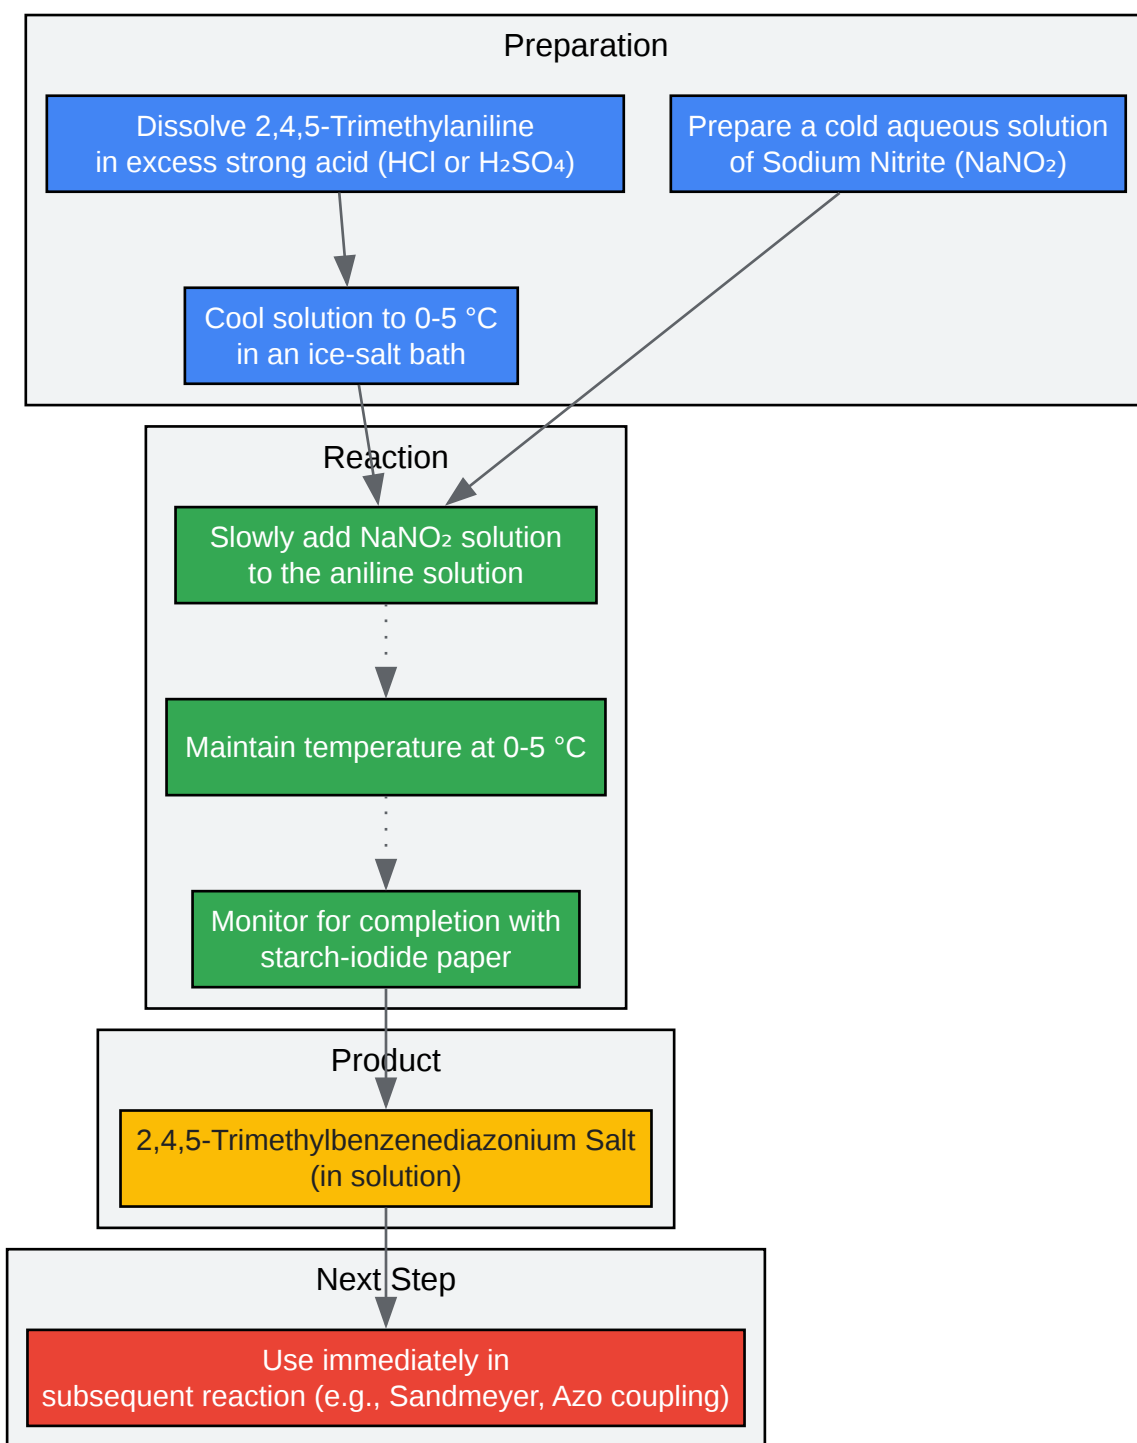 Preparation
Dissolve 2,4,5-Trimethylaniline
in excess strong acid (HCl or H₂SO₄)
Prepare a cold aqueous solution
of Sodium Nitrite (NaNO₂)
Cool solution to 0-5 °C
in an ice-salt bath
Reaction
Slowly add NaNO₂ solution
to the aniline solution
Maintain temperature at 0-5 °C
Monitor for completion with
starch-iodide paper
Product
2,4,5-Trimethylbenzenediazonium Salt
(in solution)
Next Step
Use immediately in
subsequent reaction (e.g., Sandmeyer, Azo coupling)